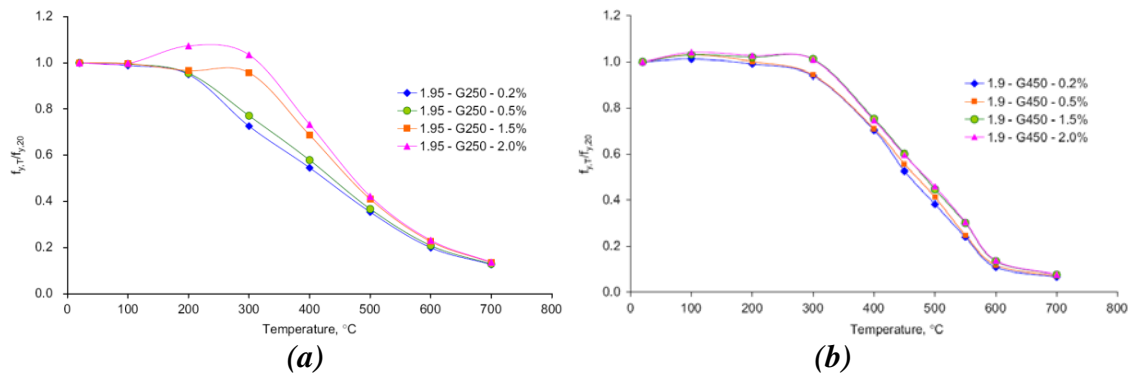 1.2
1.0
0.8
0.6
0.4
0.2
0.0
f_y,T/f_y,20
0 100 200 300 400 500 600 700 800
Temperature, °C
1.95 - G250 - 0.2%
1.95 - G250 - 0.5%
1.95 - G250 - 1.5%
1.95 - G250 - 2.0%
(a)
1.2
1.0
0.8
0.6
0.4
0.2
0.0
f_y,T/f_y,20
0 100 200 300 400 500 600 700 800
Temperature, °C
1.9 - G450 - 0.2%
1.9 - G450 - 0.5%
1.9 - G450 - 1.5%
1.9 - G450 - 2.0%
(b)